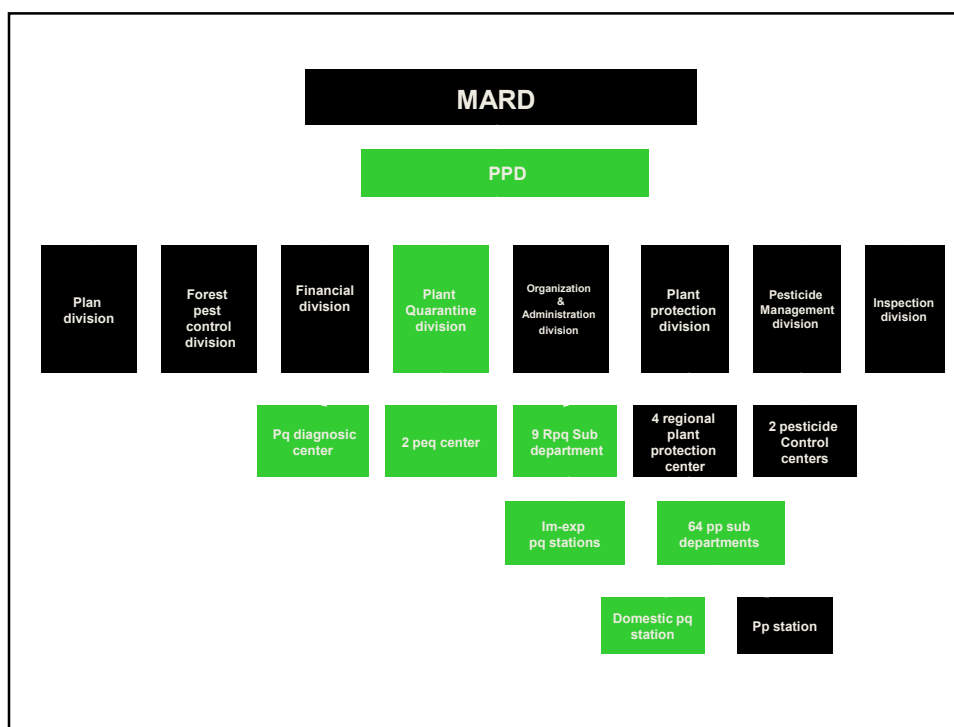 MARD
PPD
Plan
division
Forest
pest
control
division
Financial
division
Plant
Quarantine
division
Organization
&
Administration
division
Plant
protection
division
Pesticide
Management
division
Inspection
division
Pq diagnosic
center
2 peq center
9 Rpq Sub
department
4 regional
plant
protection
center
2 pesticide
Control
centers
Im-exp
pq stations
64 pp sub
departments
Domestic pq
station
Pp station